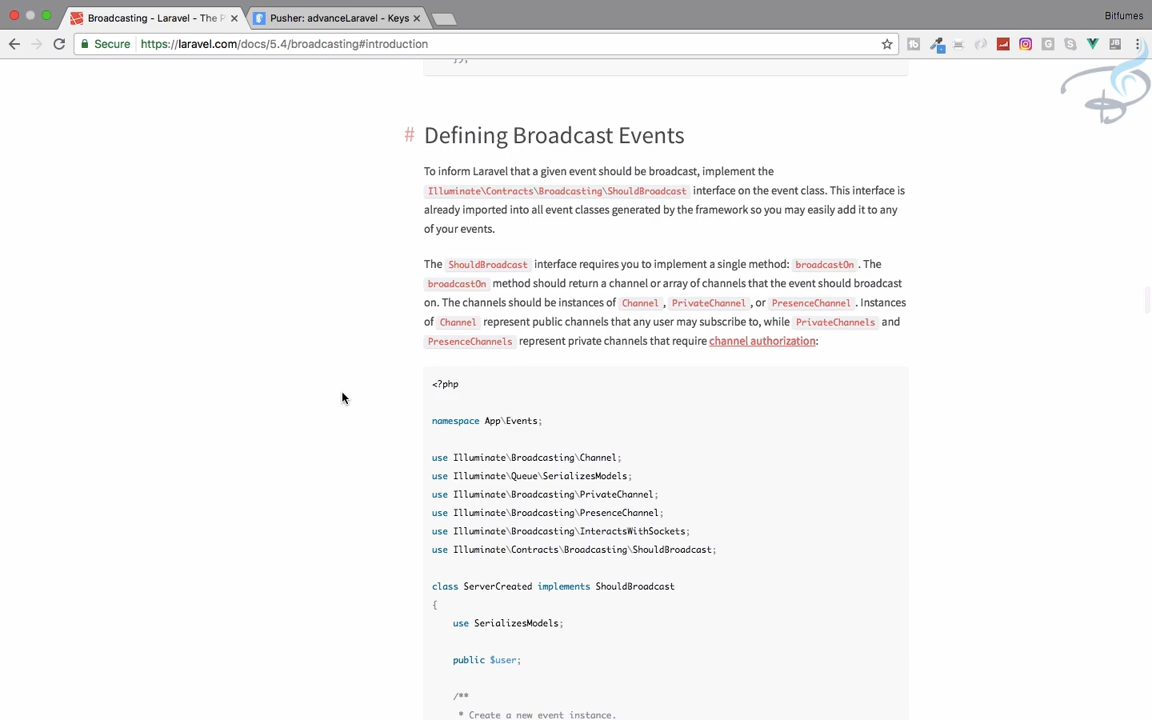 Broadcasting - Laravel - The P
Pusher: advanceLaravel - Keys
Bitfumes
Secure
https://laravel.com/docs/5.4/broadcasting#introduction
});
# Defining Broadcast Events
To inform Laravel that a given event should be broadcast, implement the
Illuminate\Contracts\Broadcasting\ShouldBroadcast interface on the event class. This interface is
already imported into all event classes generated by the framework so you may easily add it to any
of your events.
The ShouldBroadcast interface requires you to implement a single method: broadcastOn. The
broadcastOn method should return a channel or array of channels that the event should broadcast
on. The channels should be instances of Channel, PrivateChannel, or PresenceChannel. Instances
of Channel represent public channels that any user may subscribe to, while PrivateChannels and
PresenceChannels represent private channels that require channel authorization:
<?php
namespace App\Events;
use Illuminate\Broadcasting\Channel;
use Illuminate\Queue\SerializesModels;
use Illuminate\Broadcasting\PrivateChannel;
use Illuminate\Broadcasting\PresenceChannel;
use Illuminate\Broadcasting\InteractsWithSockets;
use Illuminate\Contracts\Broadcasting\ShouldBroadcast;
class ServerCreated implements ShouldBroadcast
{
use SerializesModels;
public $user;
/**
* Create a new event instance.